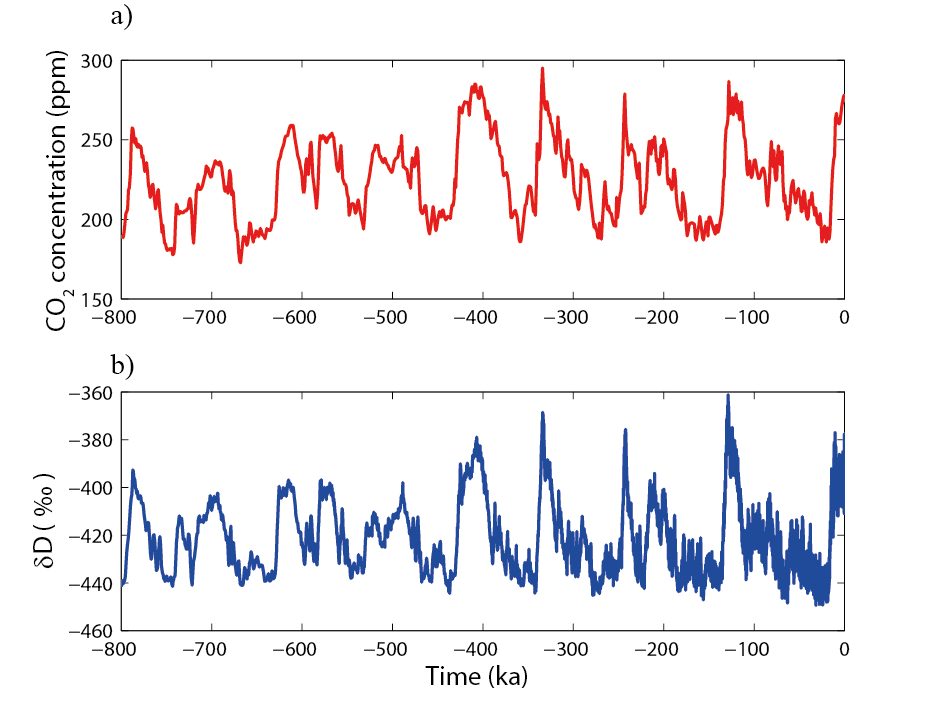 a)
CO2 concentration (ppm)
300
250
200
150
−800 −700 −600 −500 −400 −300 −200 −100 0
b)
δD ( ‰ )
−360
−380
−400
−420
−440
−460
−800 −700 −600 −500 −400 −300 −200 −100 0
Time (ka)